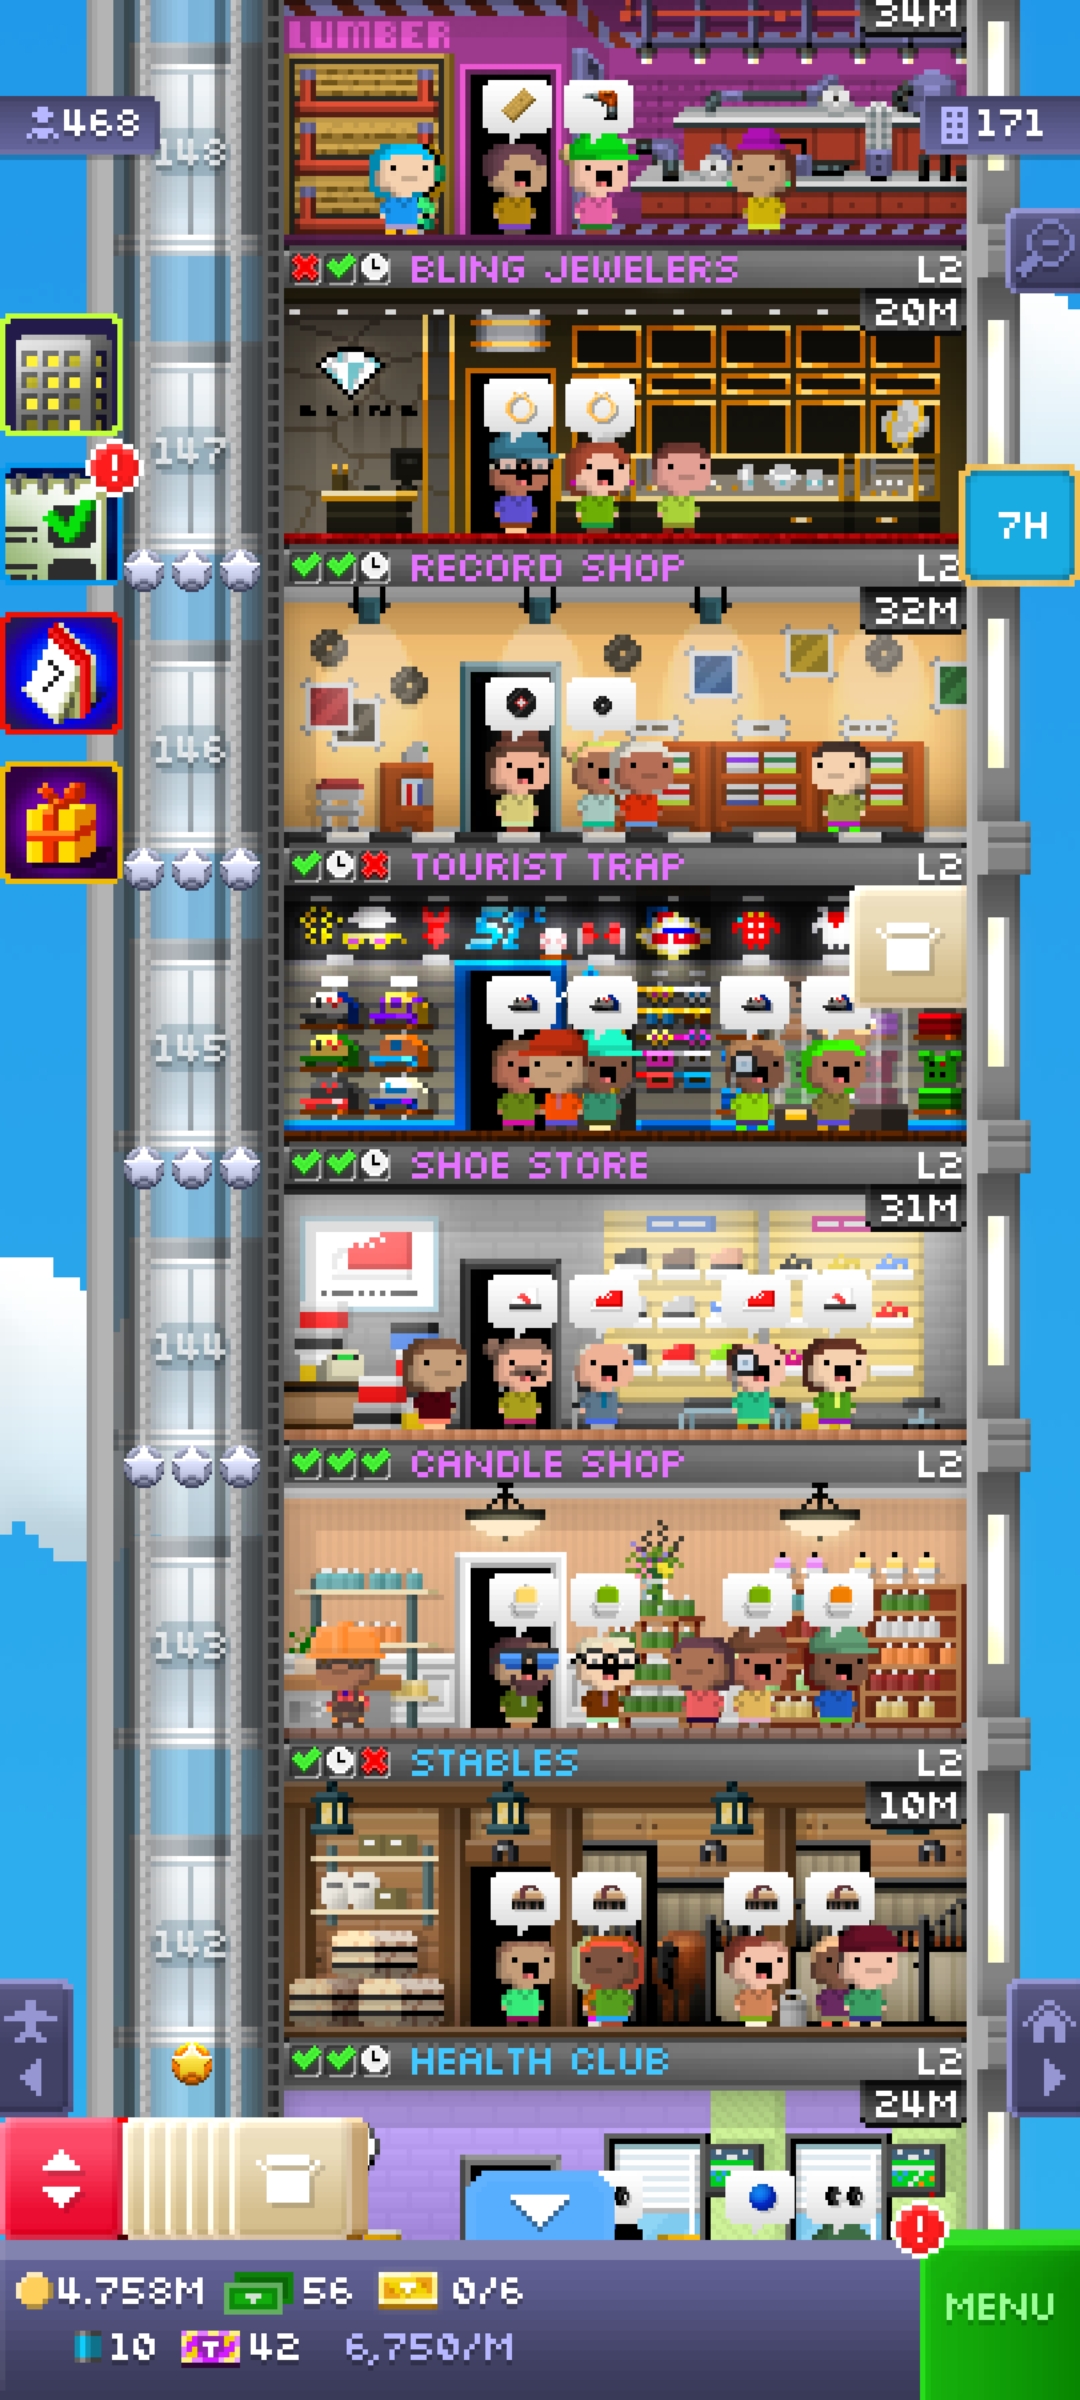 34M
LUMBER
468
171
148
BLING JEWELERS L2
20M
BLING
147
7H
RECORD SHOP L2
32M
7
146
TOURIST TRAP L2
145
SHOE STORE L2
31M
144
CANDLE SHOP L2
143
STABLES L2
10M
142
HEALTH CLUB L2
24M
4.758M 56 0/6
MENU
10 T 42 6,750/M